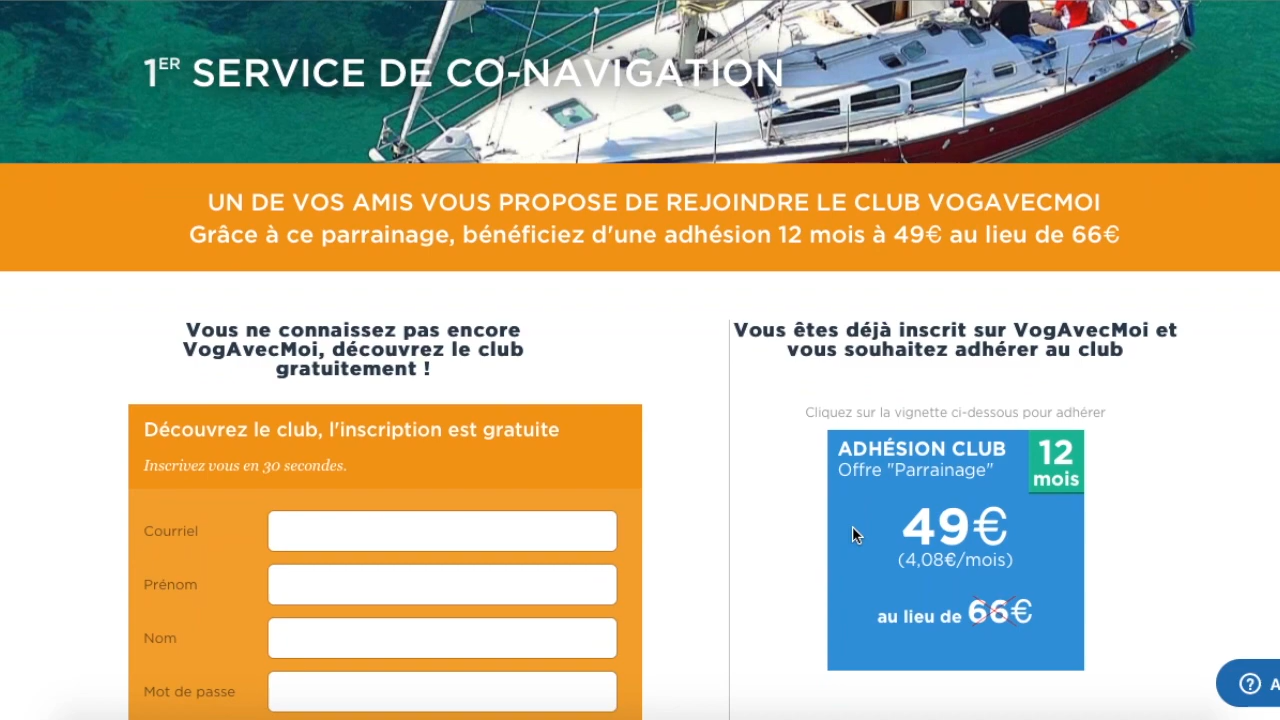 1ER SERVICE DE CO-NAVIGATION
UN DE VOS AMIS VOUS PROPOSE DE REJOINDRE LE CLUB VOGAVECMOI
Grâce à ce parrainage, bénéficiez d'une adhésion 12 mois à 49€ au lieu de 66€
Vous ne connaissez pas encore
VogAvecMoi, découvrez le club
gratuitement !
Découvrez le club, l'inscription est gratuite
Inscrivez vous en 30 secondes.
Courriel
Prénom
Nom
Mot de passe
Vous êtes déjà inscrit sur VogAvecMoi et
vous souhaitez adhérer au club
Cliquez sur la vignette ci-dessous pour adhérer
ADHÉSION CLUB
Offre "Parrainage"
12
mois
49€
(4,08€/mois)
au lieu de 66€
? A